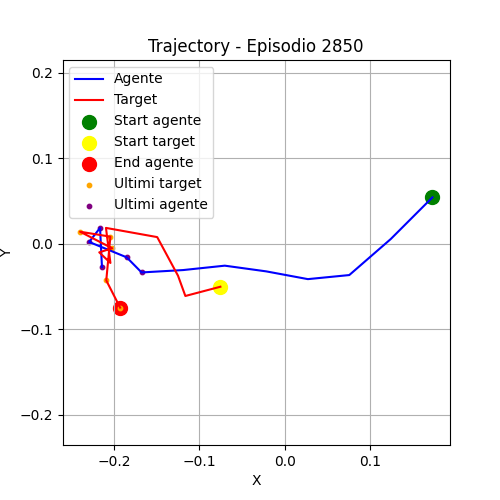 Trajectory - Episodio 2850
Agente
Target
Start agente
Start target
End agente
Ultimi target
Ultimi agente
0.2
0.1
0.0
−0.1
−0.2
Y
−0.2
−0.1
0.0
0.1
X